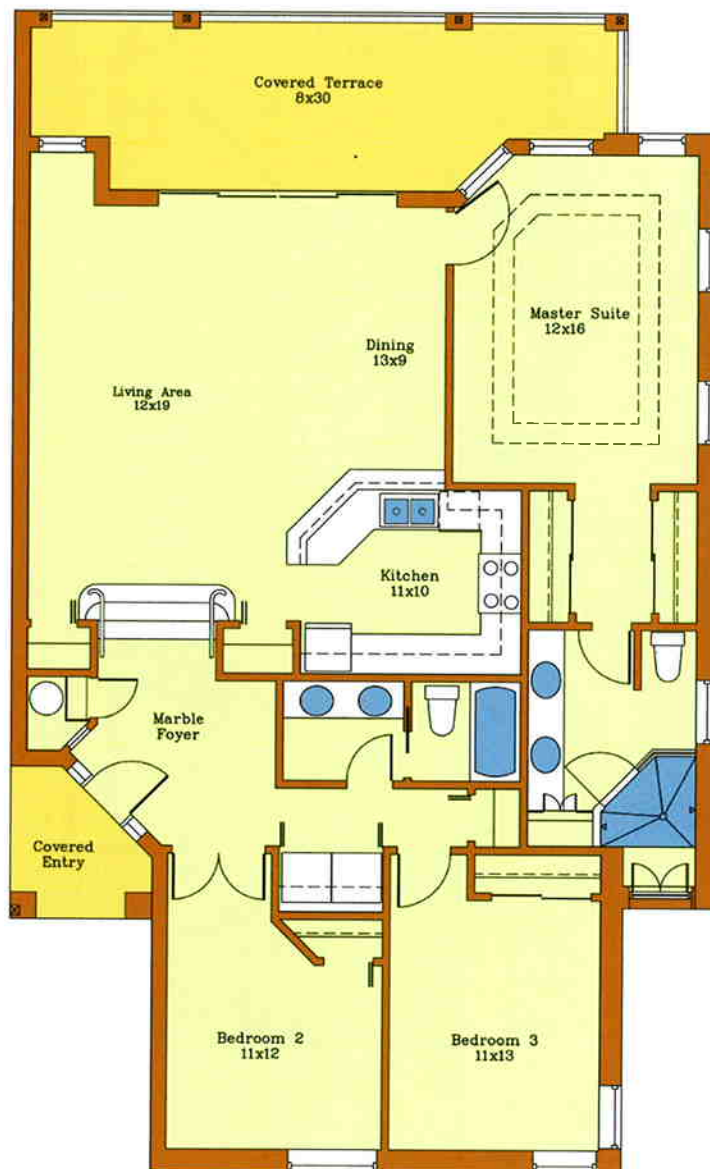 Covered Terrace
8x30
Master Suite
12x16
Dining
13x9
Living Area
12x19
Kitchen
11x10
Marble
Foyer
Covered
Entry
Bedroom 2
11x12
Bedroom 3
11x13